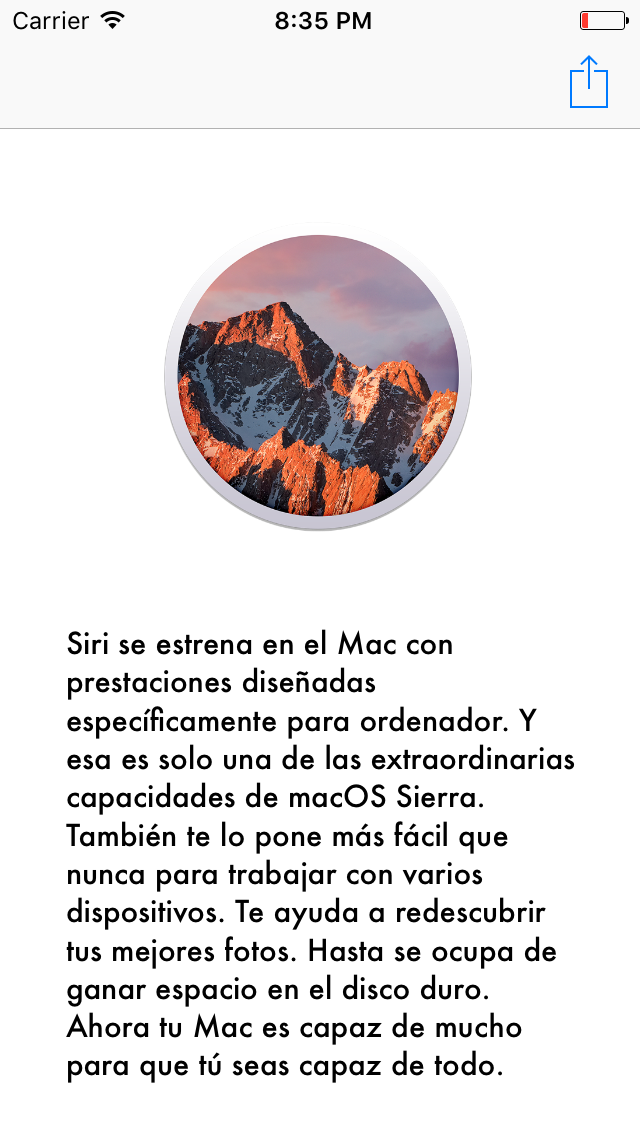 Carrier 8:35 PM
Siri se estrena en el Mac con
prestaciones diseñadas
específicamente para ordenador. Y
esa es solo una de las extraordinarias
capacidades de macOS Sierra.
También te lo pone más fácil que
nunca para trabajar con varios
dispositivos. Te ayuda a redescubrir
tus mejores fotos. Hasta se ocupa de
ganar espacio en el disco duro.
Ahora tu Mac es capaz de mucho
para que tú seas capaz de todo.